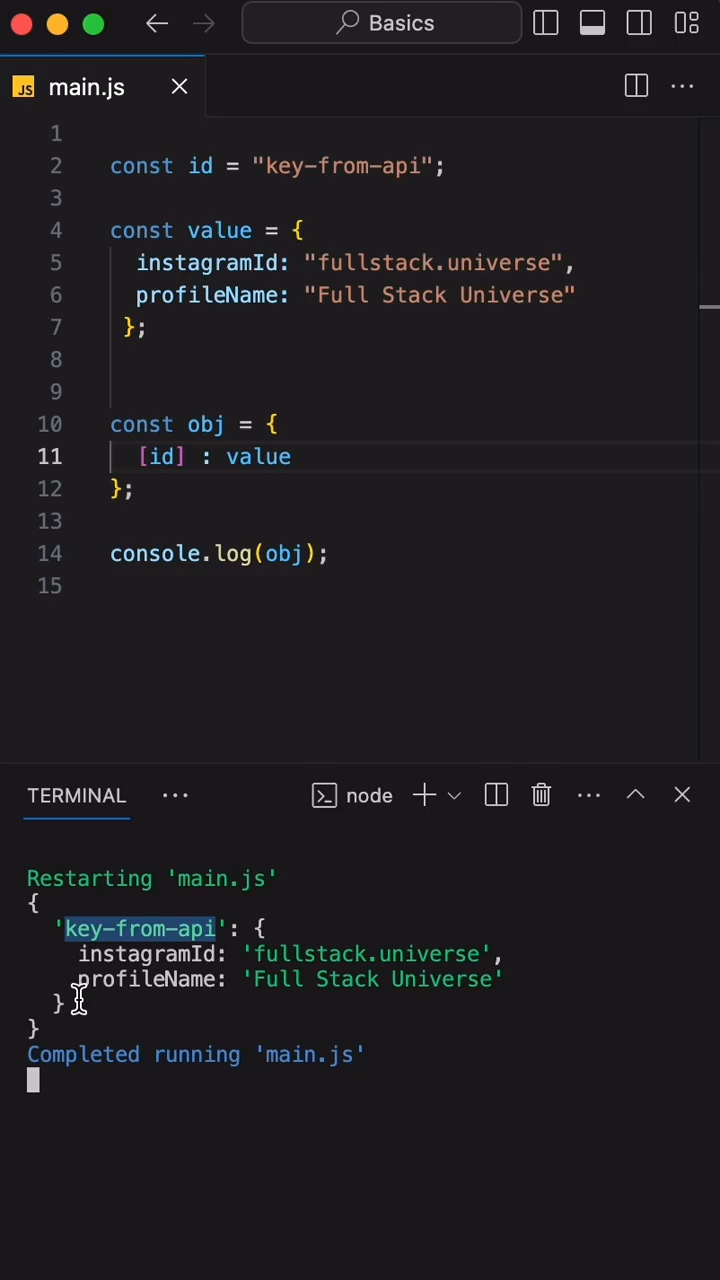 Basics
JS main.js
1
2 const id = "key-from-api";
3
4 const value = {
5 instagramId: "fullstack.universe",
6 profileName: "Full Stack Universe"
7 };
8
9
10 const obj = {
11 [id] : value
12 };
13
14 console.log(obj);
15
TERMINAL ... node
Restarting 'main.js'
{
'key-from-api': {
instagramId: 'fullstack.universe',
profileName: 'Full Stack Universe'
}
}
Completed running 'main.js'